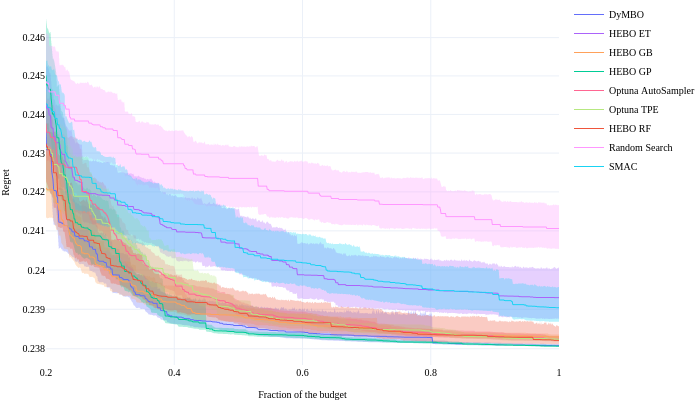 0.246
0.245
0.244
0.243
0.242
0.241
0.24
0.239
0.238
Regret
0.2
0.4
0.6
0.8
1
Fraction of the budget
DyMBO
HEBO ET
HEBO GB
HEBO GP
Optuna AutoSampler
Optuna TPE
HEBO RF
Random Search
SMAC